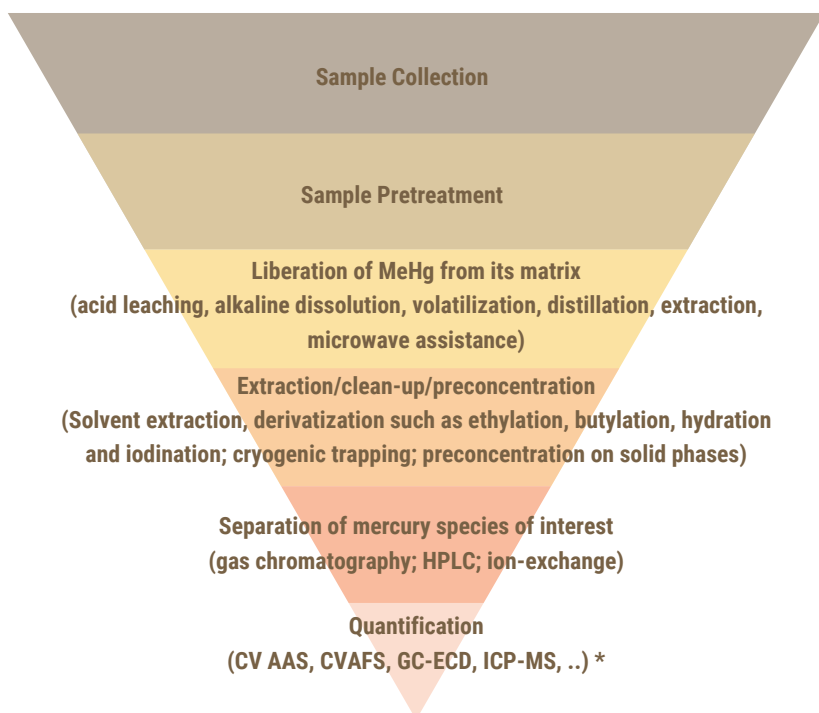 Sample Collection
Sample Pretreatment
Liberation of MeHg from its matrix
(acid leaching, alkaline dissolution, volatilization, distillation, extraction,
microwave assistance)
Extraction/clean-up/preconcentration
(Solvent extraction, derivatization such as ethylation, butylation, hydration
and iodination; cryogenic trapping; preconcentration on solid phases)
Separation of mercury species of interest
(gas chromatography; HPLC; ion-exchange)
Quantification
(CV AAS, CVAFS, GC-ECD, ICP-MS, ..) *